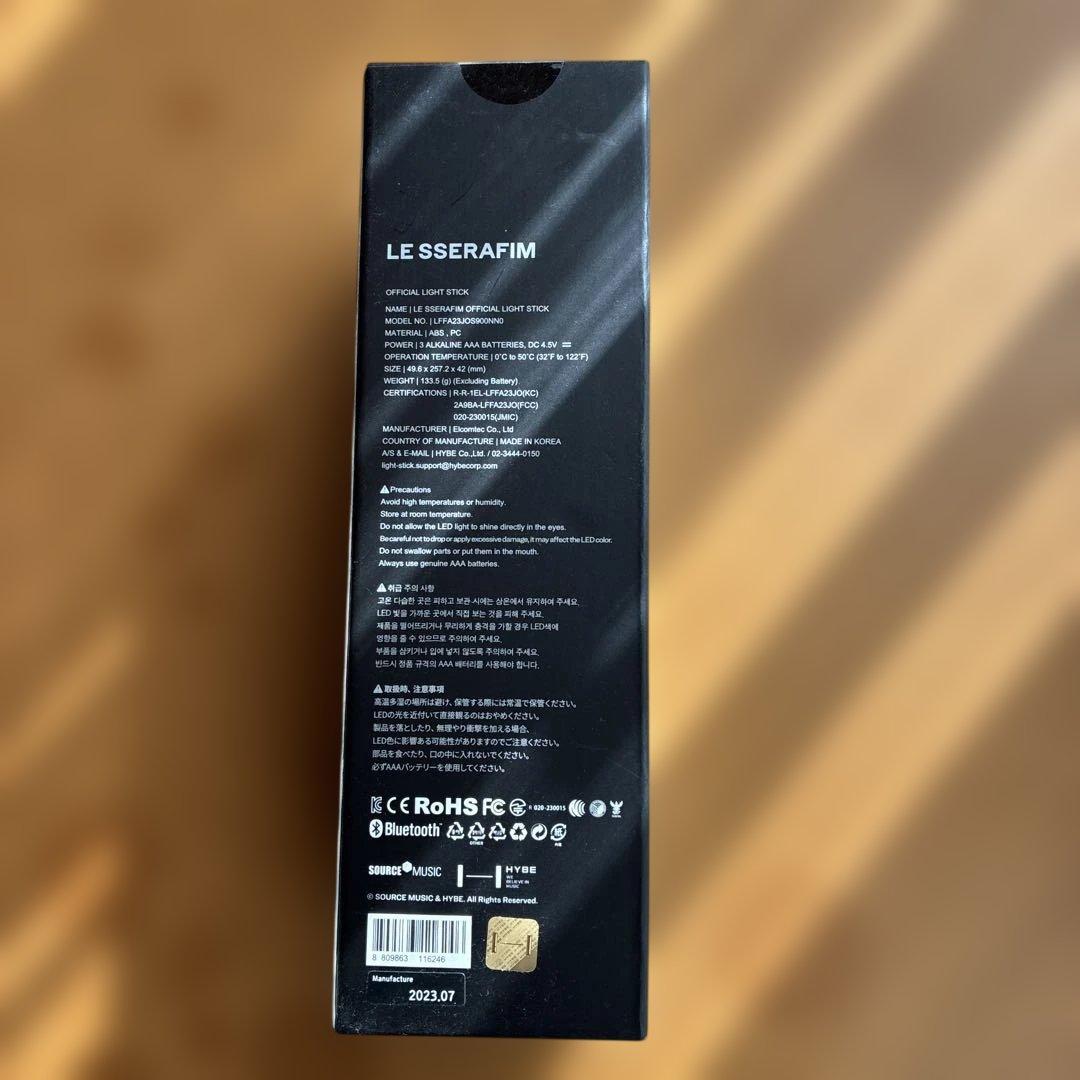 LE SSERAFIM
OFFICIAL LIGHT STICK
NAME | LE SSERAFIM OFFICIAL LIGHT STICK
MODEL NO. | LFFA23JOS900NN0
MATERIAL | ABS , PC
POWER | 3 ALKALINE AAA BATTERIES, DC 4.5V
OPERATION TEMPERATURE | 0˚C to 50˚C (32˚F to 122˚F)
SIZE | 49.6 x 257.2 x 42 (mm)
WEIGHT | 133.5 (g) (Excluding Battery)
CERTIFICATIONS | R-R-1EL-LFFA23JO(KC)
2A9BA-LFFA23JO(FCC)
020-230015(JMIC)
MANUFACTURER | Elcomtec Co., Ltd
COUNTRY OF MANUFACTURE | MADE IN KOREA
A/S & E-MAIL | HYBE Co.,Ltd. / 02-3444-0150
light-stick.support@hybecorp.com
Precautions
Avoid high temperatures or humidity.
Store at room temperature.
Do not allow the LED light to shine directly in the eyes.
Be careful not to drop or apply excessive damage, it may affect the LED color.
Do not swallow parts or put them in the mouth.
Always use genuine AAA batteries.
취급 주의 사항
고온 다습한 곳은 피하고 보관 시에는 상온에서 유지하여 주세요.
LED 빛을 가까운 곳에서 직접 보는 것을 피해 주세요.
제품을 떨어뜨리거나 무리하게 충격을 가할 경우 LED색에
영향을 줄 수 있으므로 주의하여 주세요.
부품을 삼키거나 입에 넣지 않도록 주의하여 주세요.
반드시 정품 규격의 AAA 배터리를 사용해야 합니다.
取扱時、注意事項
高温多湿の場所は避け、保管する際には常温で保管ください。
LEDの光を近付いて直接観るのはおやめください。
製品を落としたり、無理やり衝撃を加える場合、
LED色に影響ある可能性がありますのでご注意ください。
部品を食べたり、口の中に入れないでください。
必ずAAAバッテリーを使用してください。
CE RoHS FC R 020-230015
Bluetooth
OTHER
SOURCE MUSIC HYBE
WE BELIEVE IN MUSIC
© SOURCE MUSIC & HYBE. All Rights Reserved.
8 809863 116246
Manufacture
2023.07